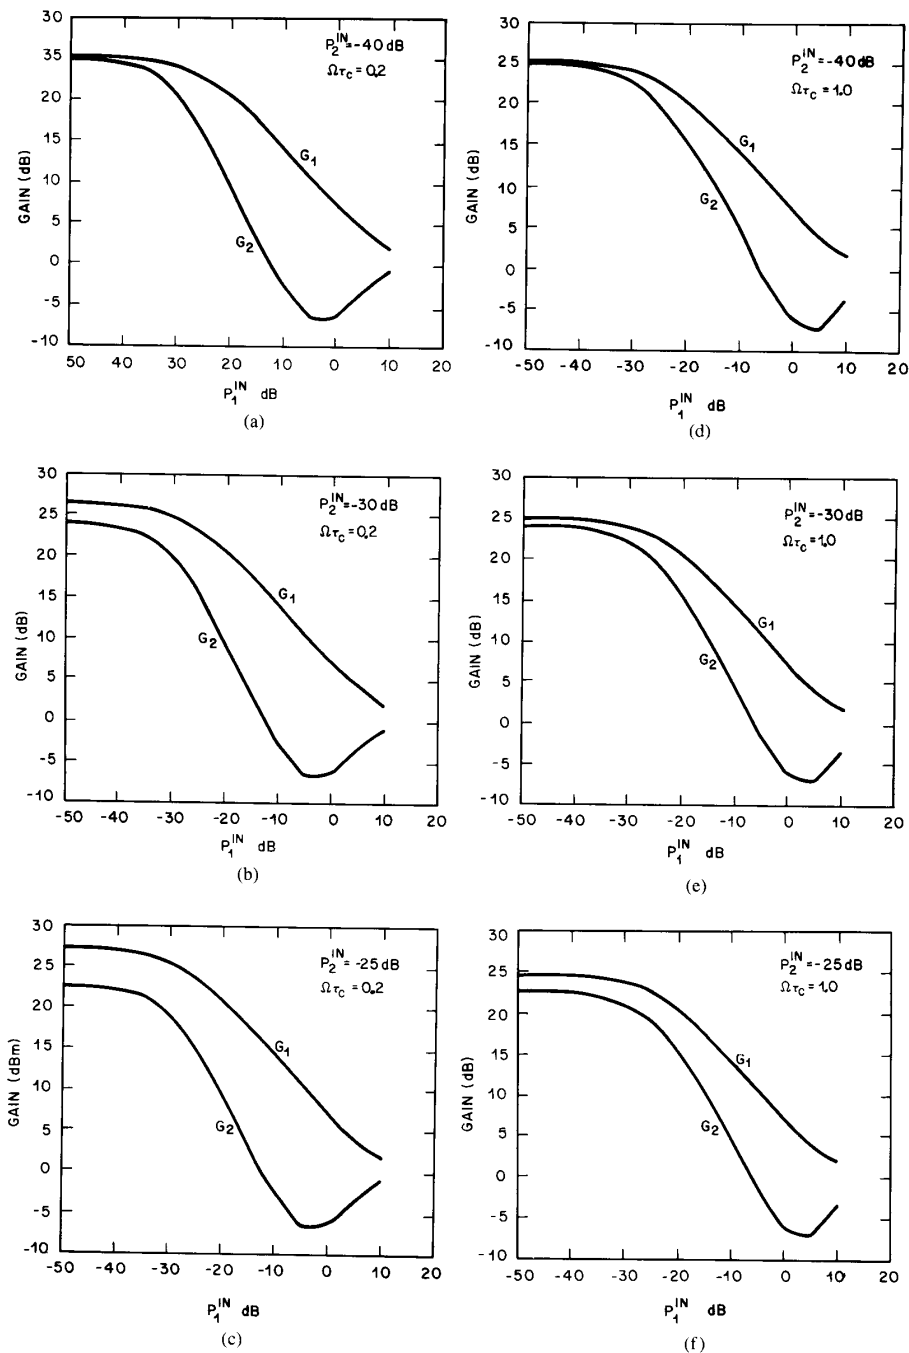 30
35
20
15
10
5
0
-5
-10
GAIN (dB)
P₂ᴵᴺ=-40 dB
Ωτc=0.2
G₁
G₂
50 40 30 20 10 0 10 20
P₁ᴵᴺ dB
(a)
30
25
20
15
10
5
0
-5
-10
GAIN (dB)
P₂ᴵᴺ=-40 dB
Ωτc=1.0
G₁
G₂
-50 -40 -30 -20 -10 0 10 20
P₁ᴵᴺ dB
(d)
30
25
20
15
10
5
0
-5
-10
GAIN (dB)
P₂ᴵᴺ=-30 dB
Ωτc=0.2
G₁
G₂
-50 -40 -30 -20 -10 0 10 20
P₁ᴵᴺ dB
(b)
30
25
20
15
10
5
0
-5
-10
GAIN (dB)
P₂ᴵᴺ=-30 dB
Ωτc=1.0
G₁
G₂
-50 -40 -30 -20 -10 0 10 20
P₁ᴵᴺ dB
(e)
30
25
20
15
10
5
0
-5
-10
GAIN (dBm)
P₂ᴵᴺ=-25 dB
Ωτc=0.2
G₁
G₂
-50 -40 -30 -20 -10 0 10 20
P₁ᴵᴺ dB
(c)
30
25
20
15
10
5
0
-5
-10
GAIN (dB)
P₂ᴵᴺ=-25 dB
Ωτc=1.0
G₁
G₂
-50 -40 -30 -20 -10 0 10 20
P₁ᴵᴺ dB
(f)